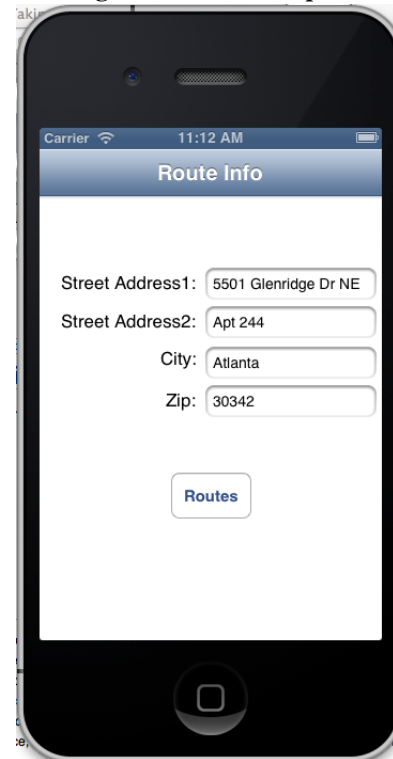 Carrier 11:12 AM
Route Info
Street Address1: 5501 Glenridge Dr NE
Street Address2: Apt 244
City: Atlanta
Zip: 30342
Routes